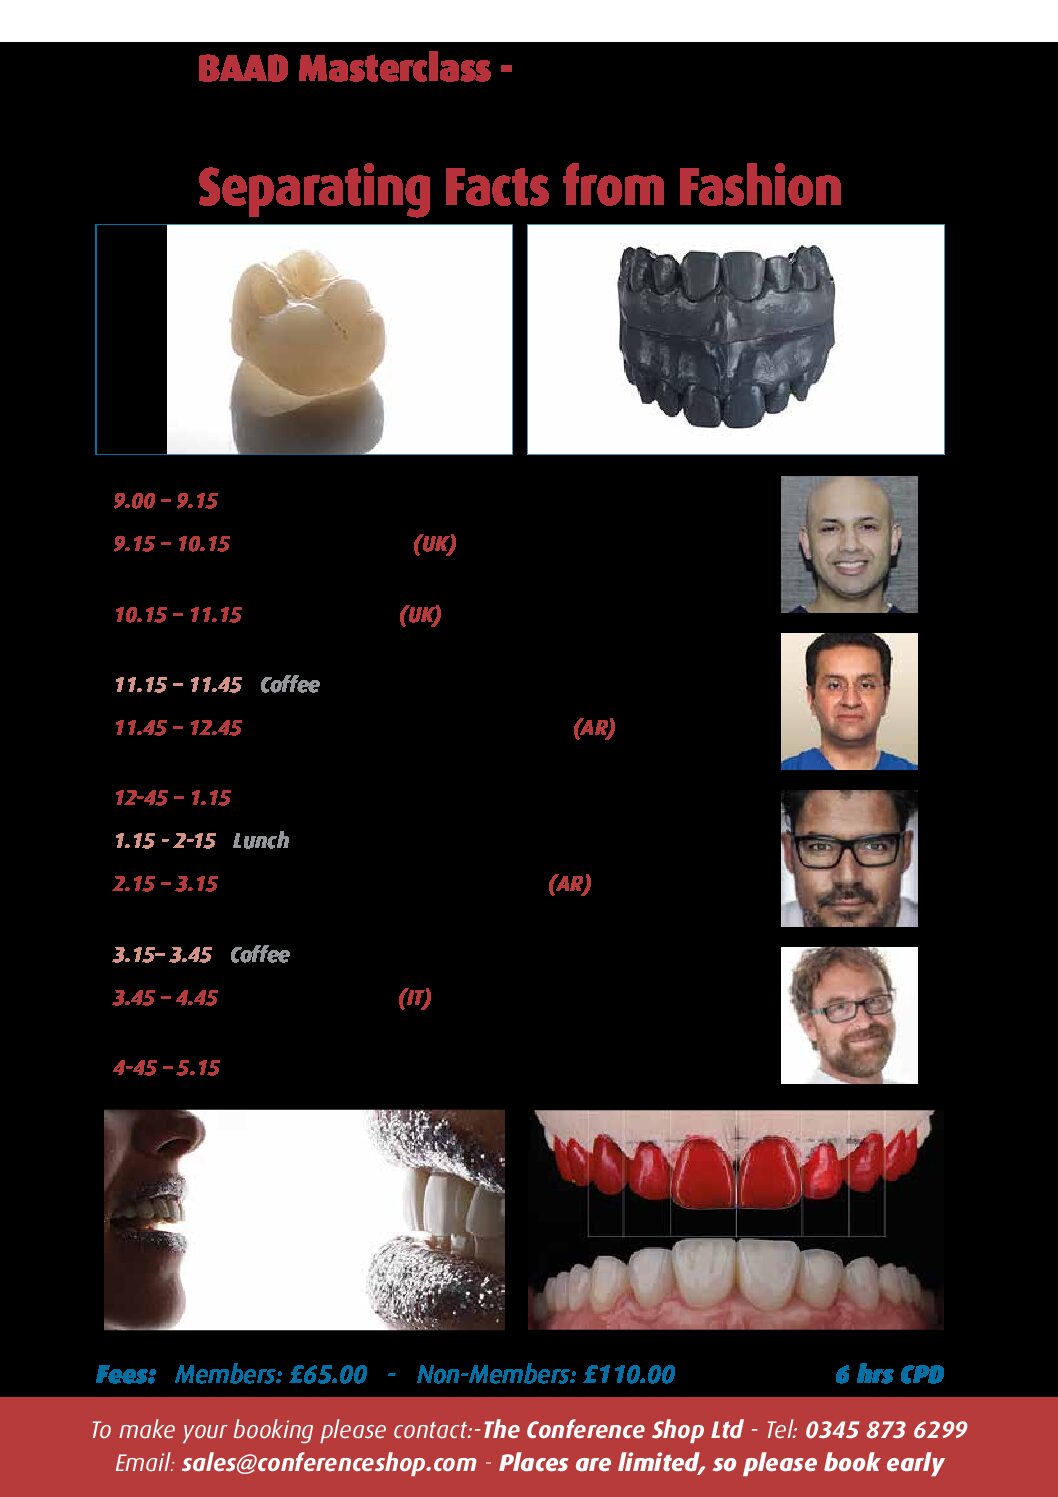 BAAD Masterclass -
Separating Facts from Fashion
9.00 – 9.15
9.15 – 10.15 (UK)
10.15 – 11.15 (UK)
11.15 – 11.45 Coffee
11.45 – 12.45 (AR)
12-45 – 1.15
1.15 - 2-15 Lunch
2.15 – 3.15 (AR)
3.15– 3.45 Coffee
3.45 – 4.45 (IT)
4-45 – 5.15
Fees: Members: £65.00 - Non-Members: £110.00 6 hrs CPD
To make your booking please contact:-The Conference Shop Ltd - Tel: 0345 873 6299
Email: sales@conferenceshop.com - Places are limited, so please book early